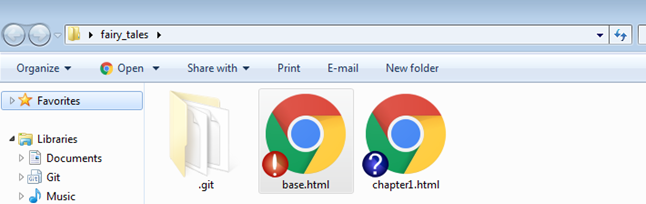 fairy_tales
Organize Open Share with Print E-mail New folder
Favorites
Libraries
Documents
Git
Music
.git base.html chapter1.html